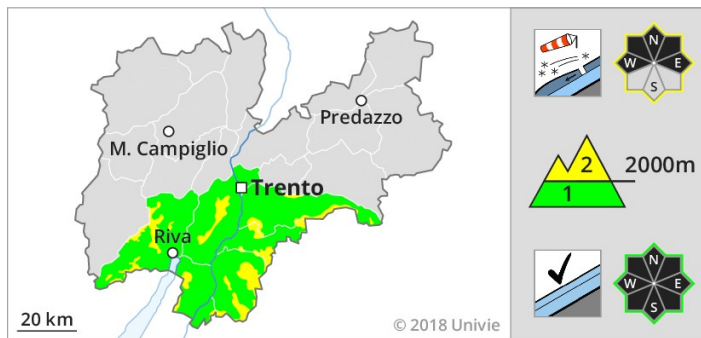 Predazzo
M. Campiglio
Trento
Riva
20 km
© 2018 Univie
N
W E
S
2 2000m
1
N
W E
S